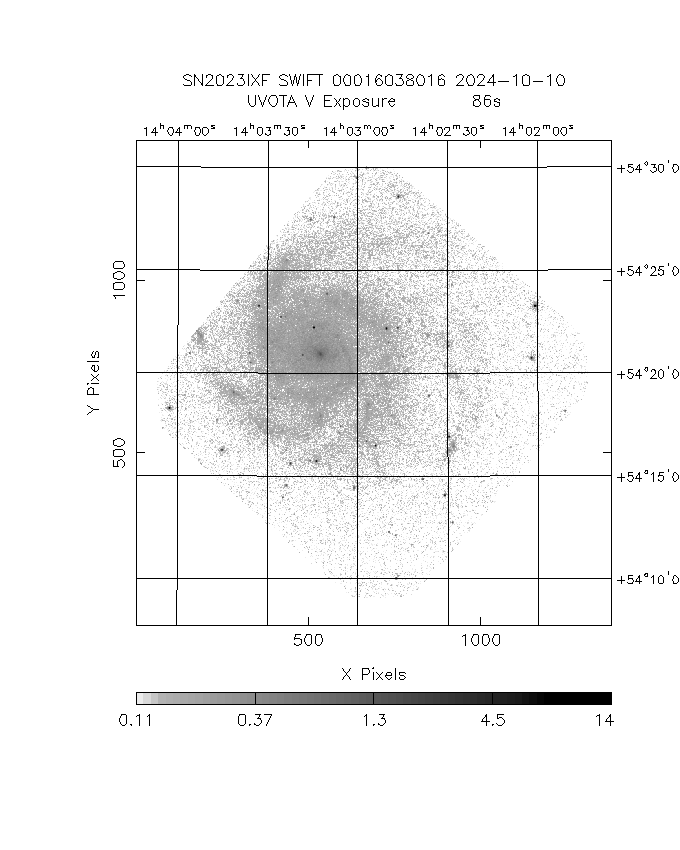 SN2023IXF SWIFT 00016038016 2024-10-10
UVOTA V Exposure 86s
14ʰ04ᵐ00ˢ 14ʰ03ᵐ30ˢ 14ʰ03ᵐ00ˢ 14ʰ02ᵐ30ˢ 14ʰ02ᵐ00ˢ
+54°30'0
+54°25'0
1000
+54°20'0
Y Pixels
500
+54°15'0
+54°10'0
500 1000
X Pixels
0.11 0.37 1.3 4.5 14